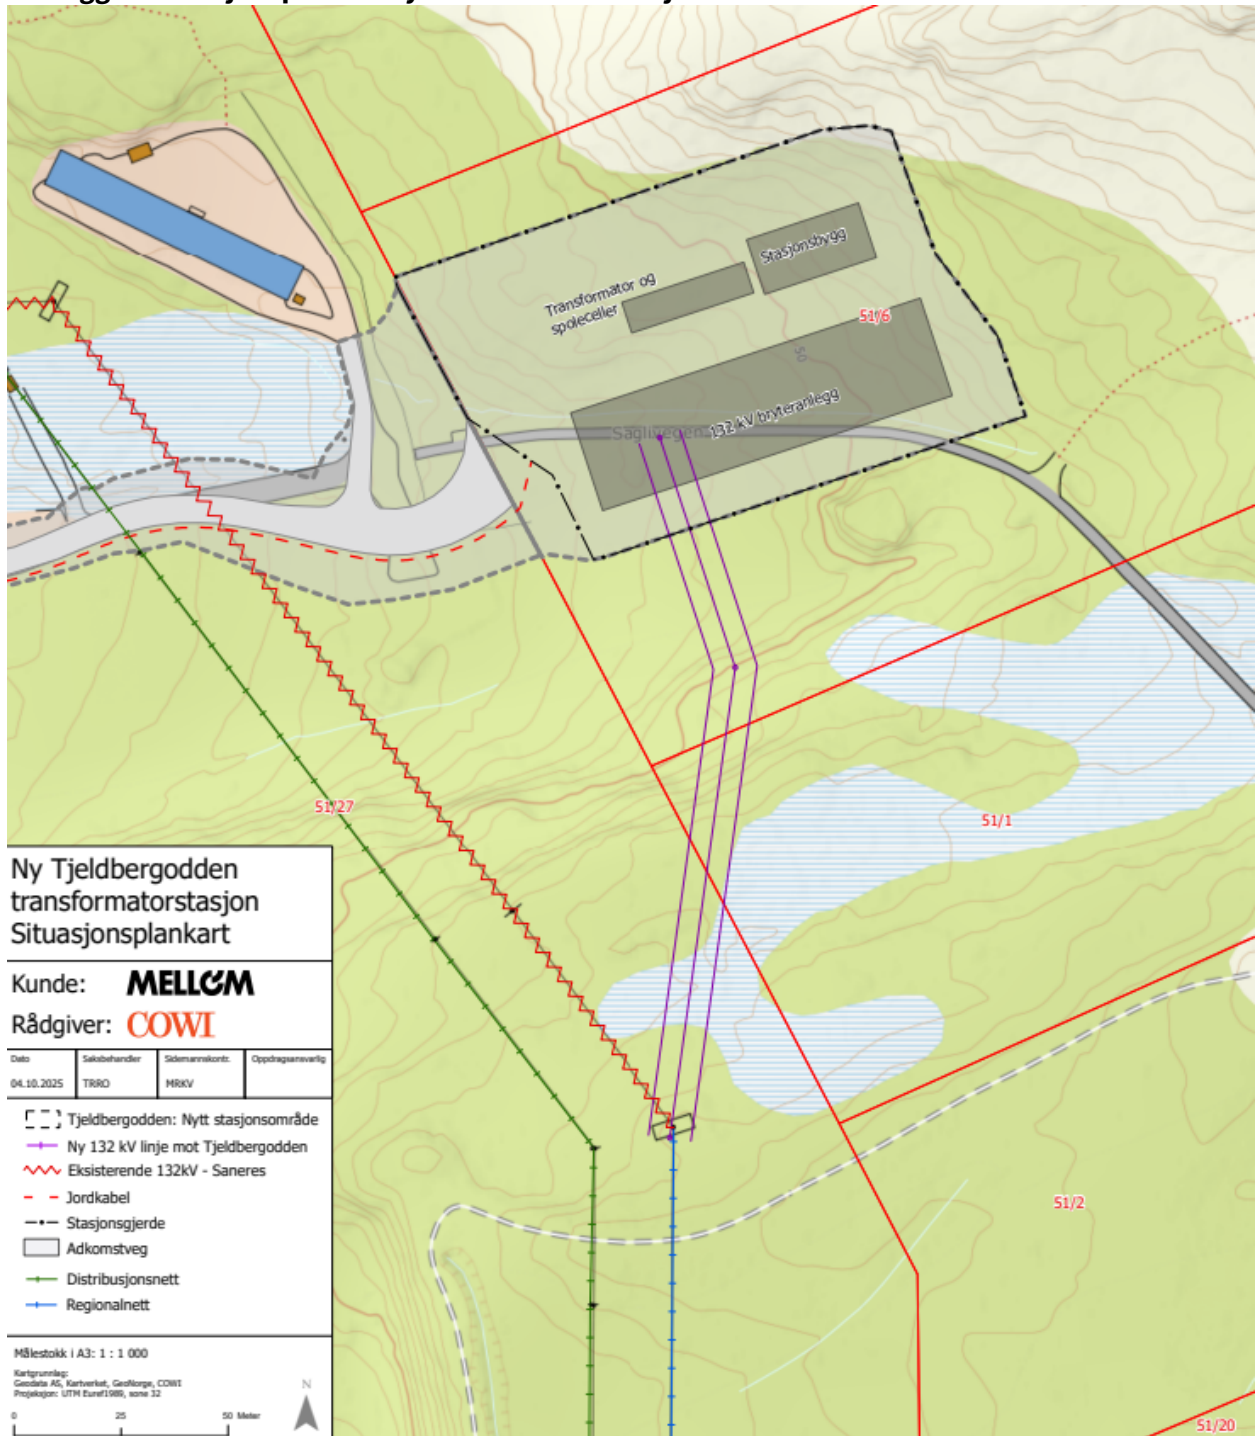 Stasjonsbygg
Transformator og
spoleceller
51/6
50
132 kV bryteranlegg
51/27
51/1
51/2
51/20
Ny Tjeldbergodden
transformatorstasjon
Situasjonsplankart
Kunde: MELLOM
Rådgiver: COWI
Dato Saksbehandler Sidemannskontr. Oppdragsansvarlig
04.10.2025 TRRO MRKV
Tjeldbergodden: Nytt stasjonsområde
Ny 132 kV linje mot Tjeldbergodden
Eksisterende 132kV - Saneres
Jordkabel
Stasjonsgjerde
Adkomstveg
Distribusjonsnett
Regionalnett
Målestokk i A3: 1 : 1 000
Kartgrunnlag:
Geodata AS, Kartverket, GeoNorge, COWI
Projeksjon: UTM Euref1989, sone 32
N
0 25 50 Meter